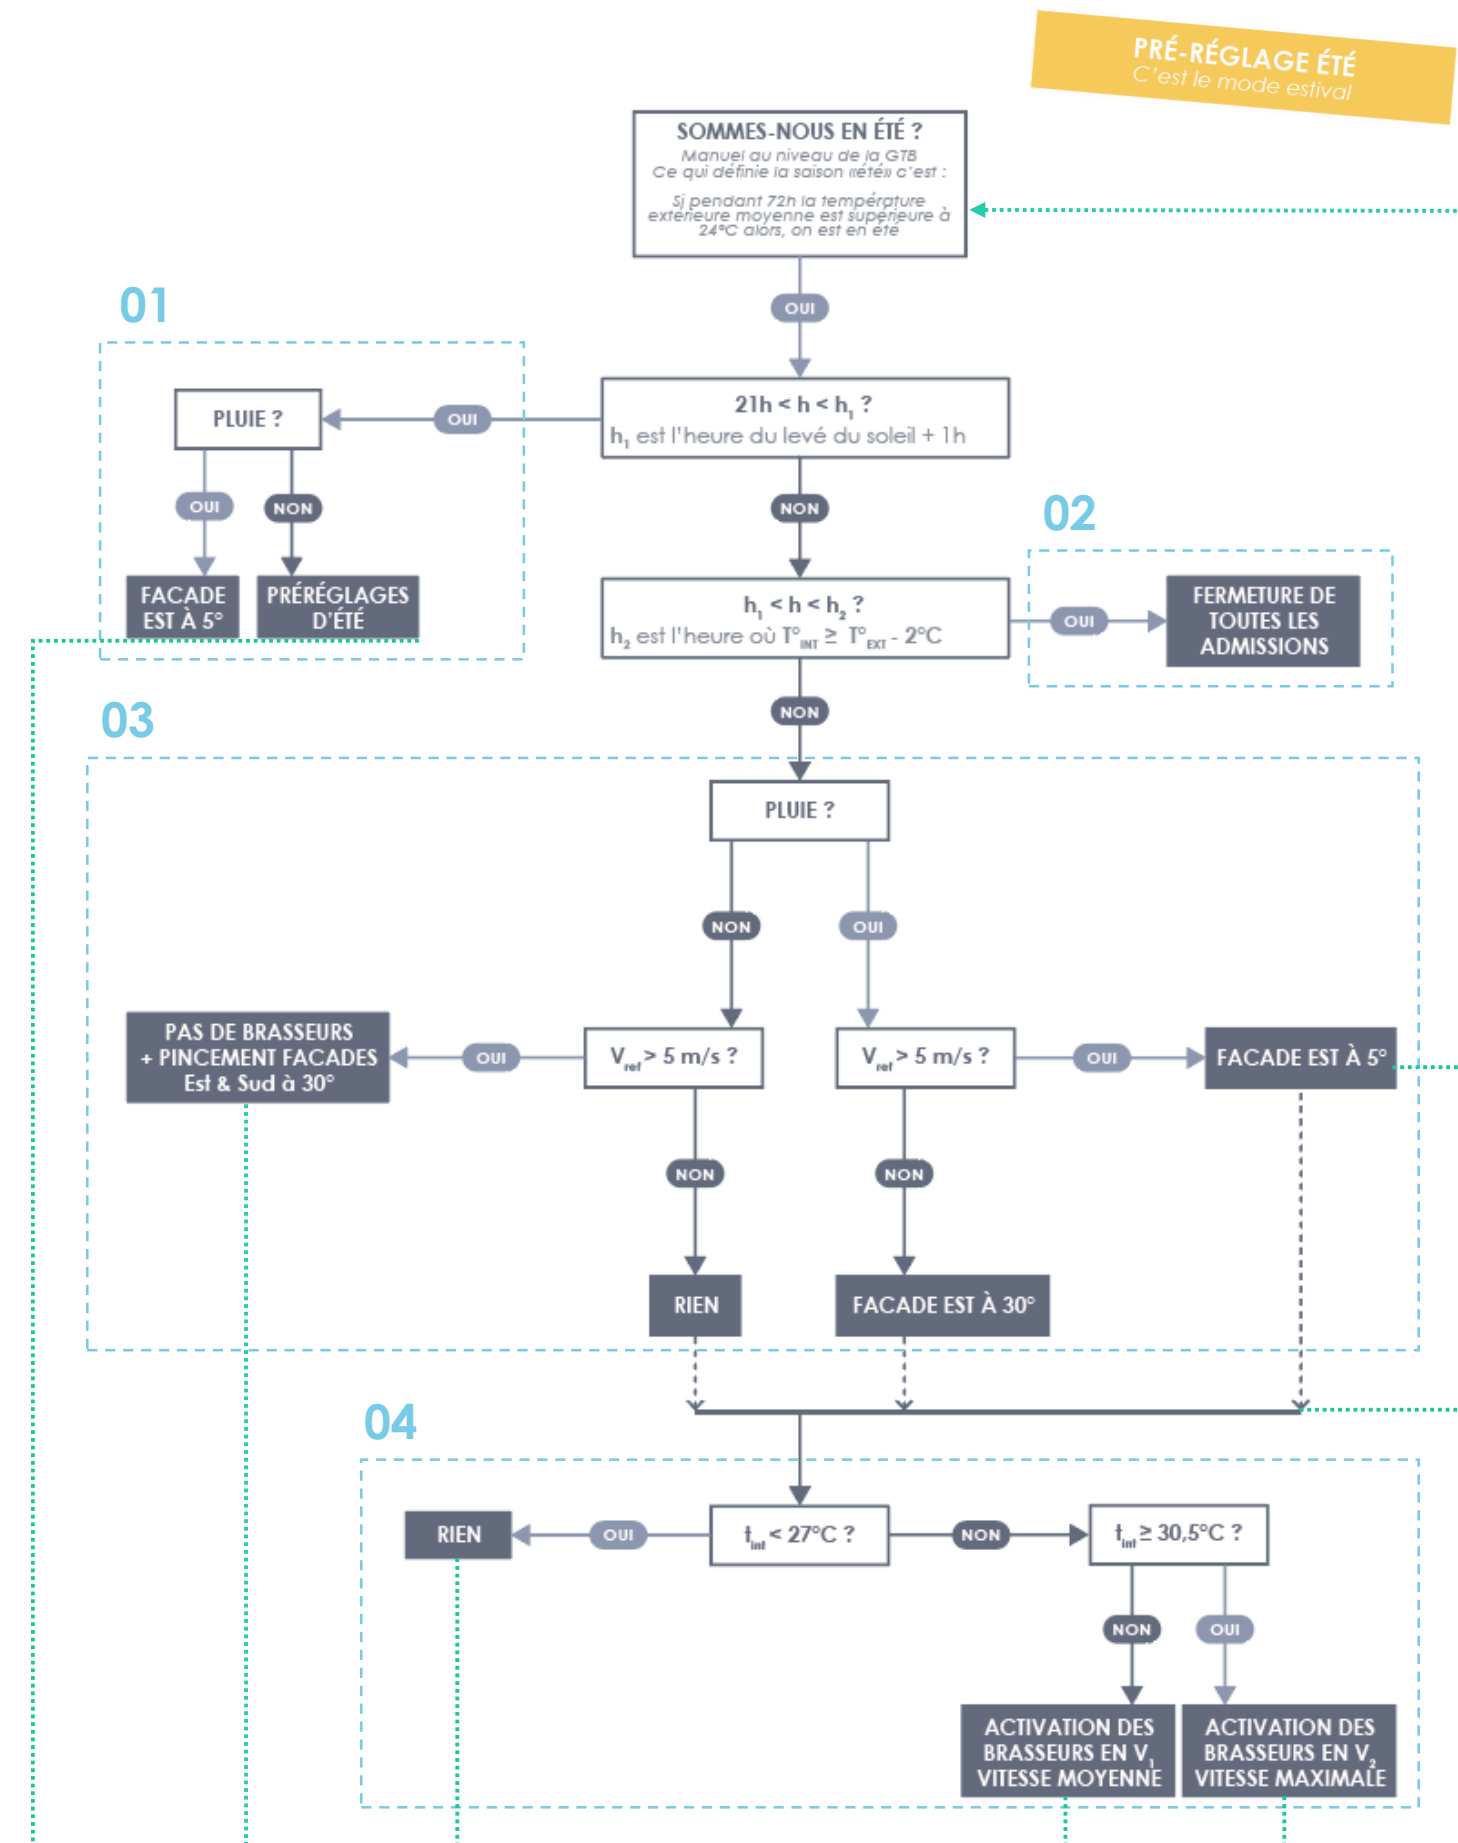 PRÉ-RÉGLAGE ÉTÉ
C'est le mode estival
SOMMES-NOUS EN ÉTÉ ?
Manuel au niveau de la GTB
Ce qui définie la saison «été» c'est :
Si pendant 72h la température
extérieure moyenne est supérieure à
24°C alors, on est en été
OUI
01
21h < h < h₁ ?
h₁ est l'heure du levé du soleil + 1h
OUI
PLUIE ?
OUI
NON
FACADE
EST À 5°
PRÉRÉGLAGES
D'ÉTÉ
NON
02
h₁ < h < h₂ ?
h₂ est l'heure où T°INT ≥ T°EXT - 2°C
OUI
FERMETURE DE
TOUTES LES
ADMISSIONS
NON
03
PLUIE ?
NON
OUI
PAS DE BRASSEURS
+ PINCEMENT FACADES
Est & Sud à 30°
OUI
Vref > 5 m/s ?
Vref > 5 m/s ?
OUI
FACADE EST À 5°
NON
NON
RIEN
FACADE EST À 30°
04
RIEN
OUI
tint < 27°C ?
NON
tint ≥ 30,5°C ?
NON
OUI
ACTIVATION DES
BRASSEURS EN V₁
VITESSE MOYENNE
ACTIVATION DES
BRASSEURS EN V₂
VITESSE MAXIMALE